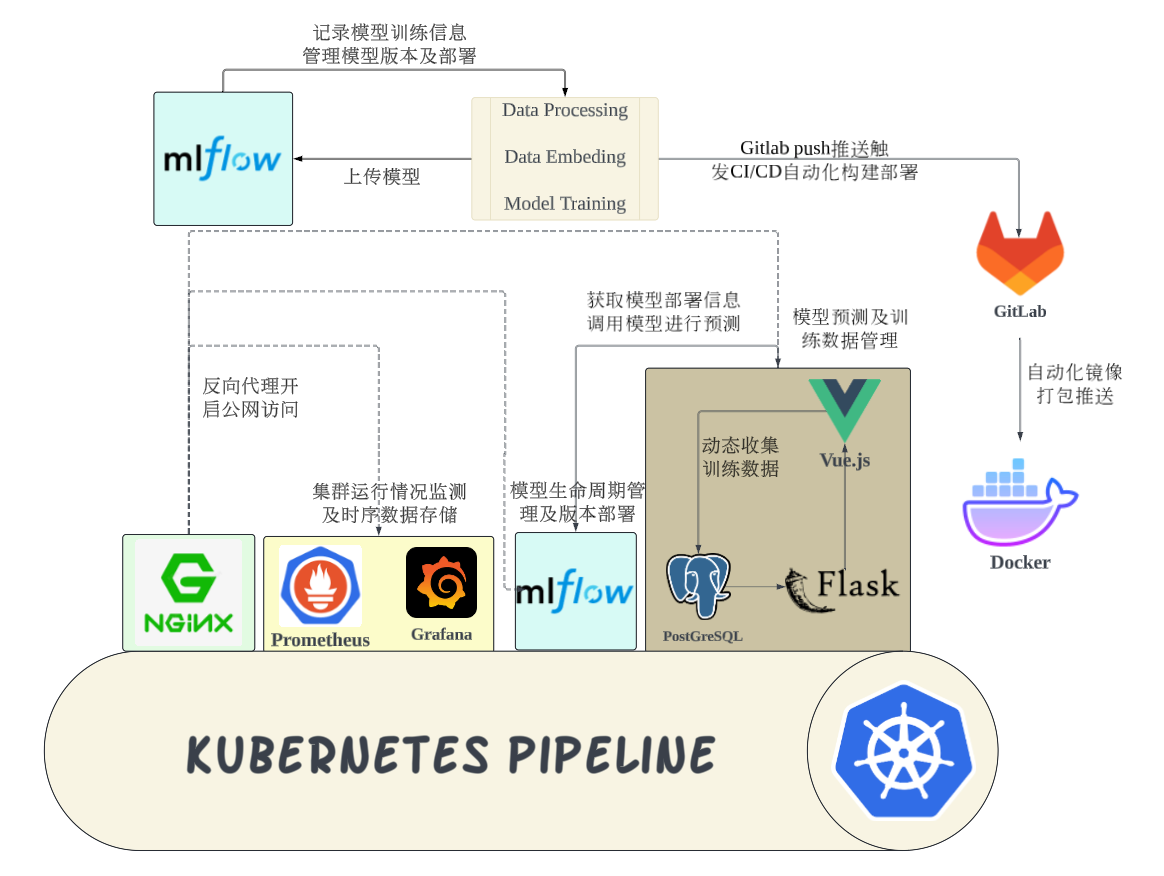 记录模型训练信息
管理模型版本及部署
mlflow
Data Processing
Data Embeding
Model Training
上传模型
Gitlab push推送触
发CI/CD自动化构建部署
GitLab
自动化镜像
打包推送
Docker
获取模型部署信息
调用模型进行预测
模型预测及训
练数据管理
反向代理开
启公网访问
集群运行情况监测
及时序数据存储
模型生命周期管
理及版本部署
动态收集
训练数据
Vue.js
NGINX
Prometheus
Grafana
mlflow
PostGreSQL
Flask
KUBERNETES PIPELINE